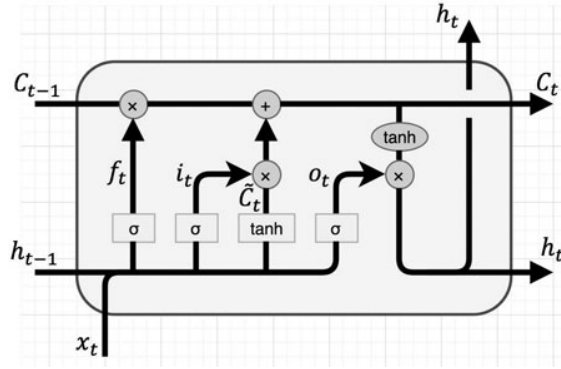 h_t
C_{t-1} × + C_t
tanh
f_t i_t × o_t ×
C̃_t
σ σ tanh σ
h_{t-1} h_t
x_t